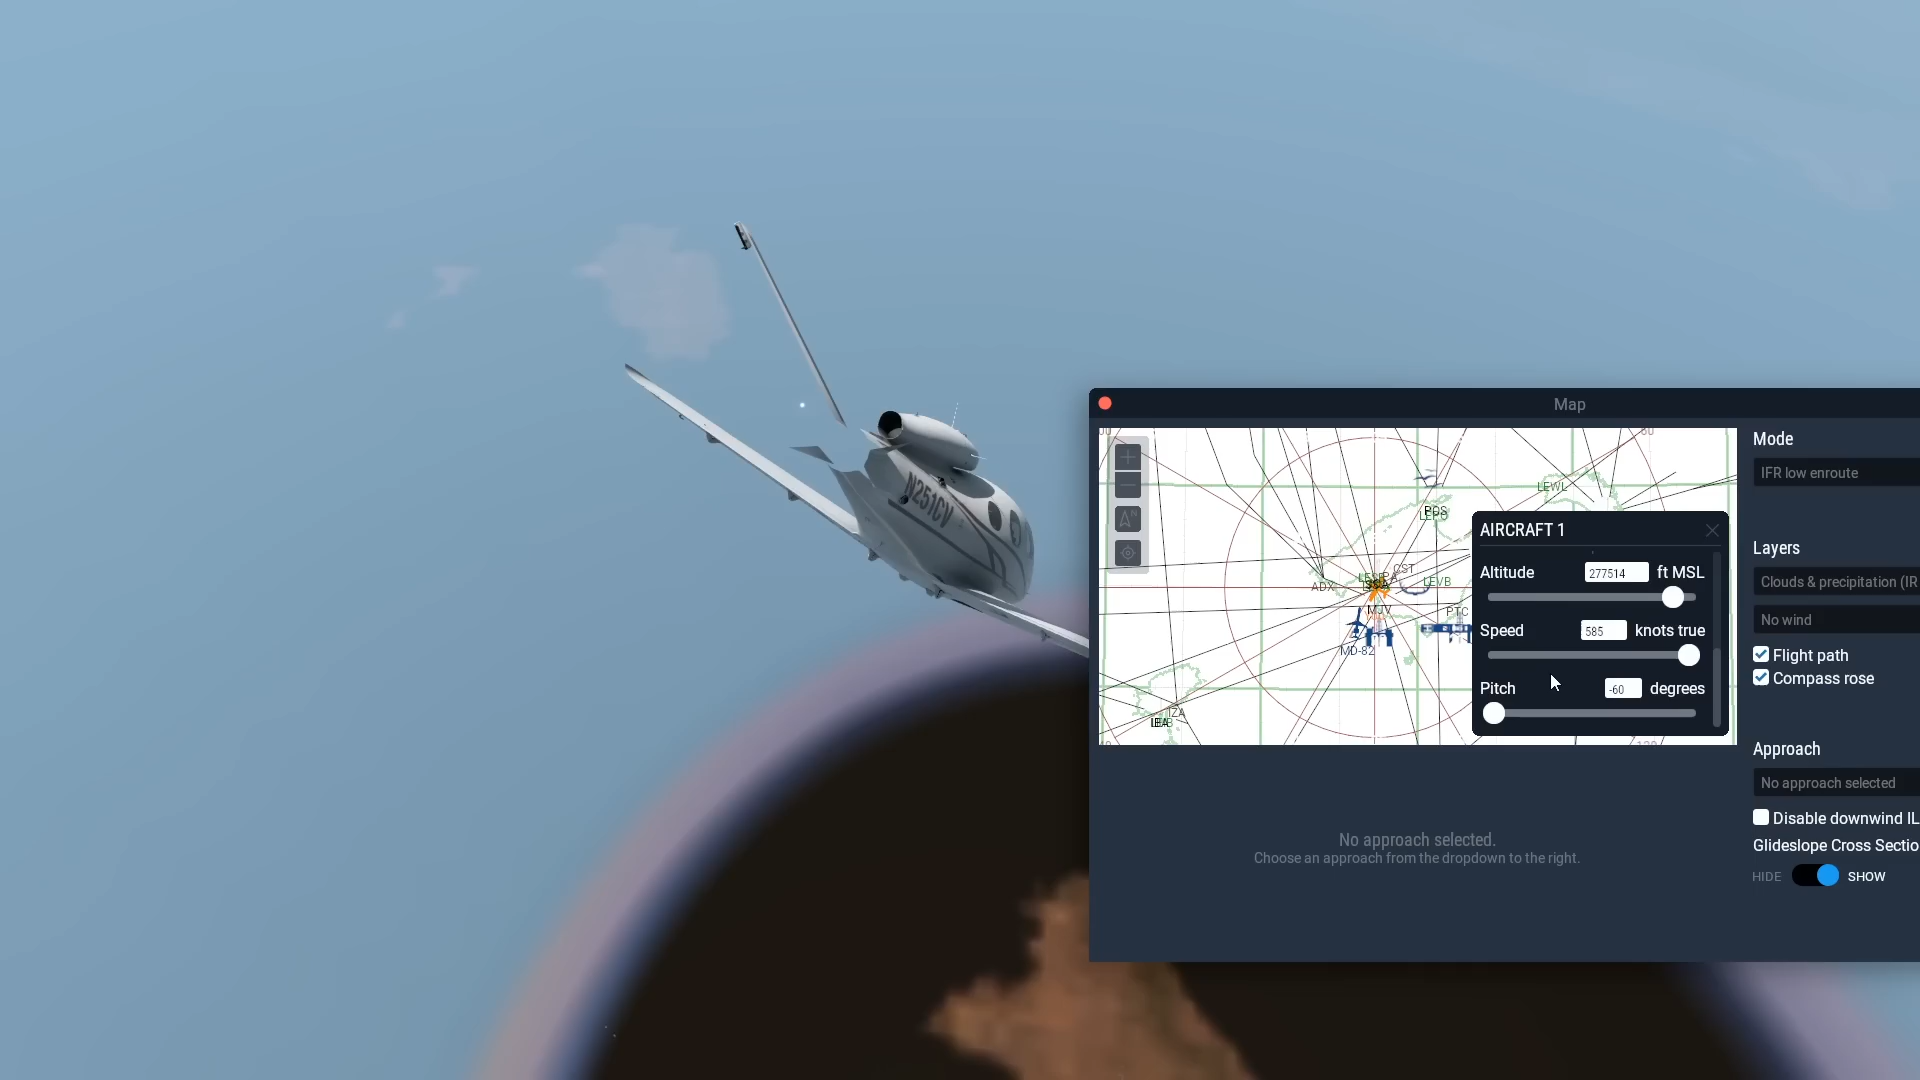 N251CV
Map
Mode
IFR low enroute
Layers
Clouds & precipitation (IR
No wind
Flight path
Compass rose
Approach
No approach selected
Disable downwind IL
Glideslope Cross Sectio
HIDE
SHOW
LEWL
POS
LEPO
CST
ADX
LEVB
MJV
PTC
MD-82
IZA
AIRCRAFT 1
Altitude 277514 ft MSL
Speed 585 knots true
Pitch -60 degrees
No approach selected.
Choose an approach from the dropdown to the right.